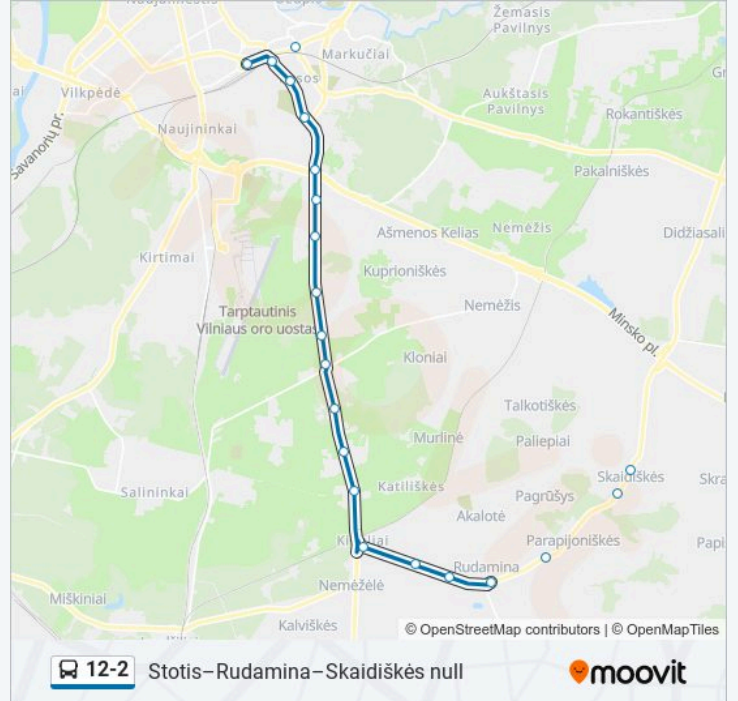 Žemasis
Pavilnys
Markučiai
Vilkpėdė
Aukštasis
Pavilnys
Rokantiškės
Naujininkai
Savanorių pr.
Pakalniškės
Ašmenos Kelias
Nemėžis
Didžiasali
Kirtimai
Kuprioniškės
Nemėžis
Tarptautinis
Vilniaus oro uostas
Minsko pl.
Kloniai
Talkotiškės
Murlinė
Paliepiai
Skaidiškės
Salininkai
Katiliškės
Pagrūšys
Skra
Akalotė
Parapijoniškės
Papi
Rudamina
Nemėžėlė
Miškiniai
Kalviškės
© OpenStreetMap contributors | © OpenMapTiles
12-2 Stotis–Rudamina–Skaidiškės null
moovit